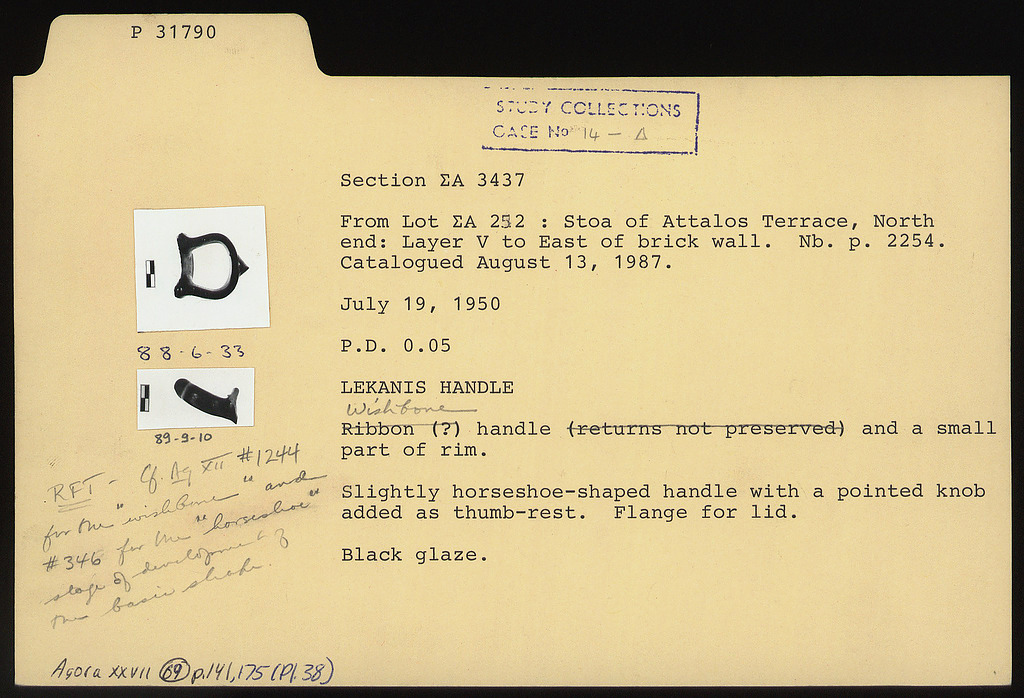 P 31790
STUDY COLLECTIONS
CASE No 14 - A
Section ΣA 3437
From Lot ΣA 252 : Stoa of Attalos Terrace, North
end: Layer V to East of brick wall. Nb. p. 2254.
Catalogued August 13, 1987.
July 19, 1950
88-6-33
P.D. 0.05
LEKANIS HANDLE
Wishbone
Ribbon (?) handle (returns not preserved) and a small
part of rim.
89-9-10
RFT - Cf. Ag XII #1244
for the "wishbone" and
#346 for the "horseshoe"
stage of development of
the basic shape.
Slightly horseshoe-shaped handle with a pointed knob
added as thumb-rest. Flange for lid.
Black glaze.
Agora XXVII 69 p.141,175 (Pl. 38)